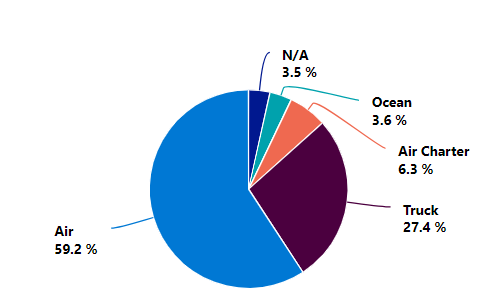 N/A
3.5 %
Ocean
3.6 %
Air Charter
6.3 %
Truck
27.4 %
Air
59.2 %